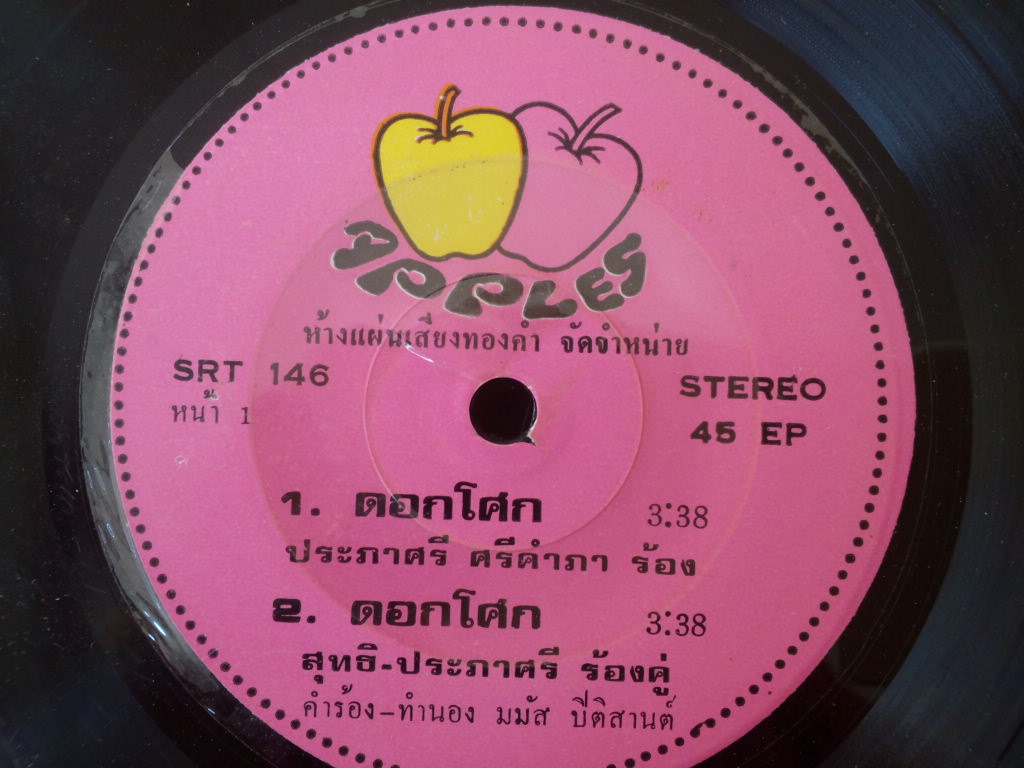 APPLES
ห้างแผ่นเสียงทองคำ จัดจำหน่าย
SRT 146
STEREO
หน้า 1
45 EP
1. ดอกโศก 3:38
ประภาศรี ศรีคำภา ร้อง
2. ดอกโศก 3:38
สุทธิ-ประภาศรี ร้องคู่
คำร้อง-ทำนอง มมัส ปิติสานต์